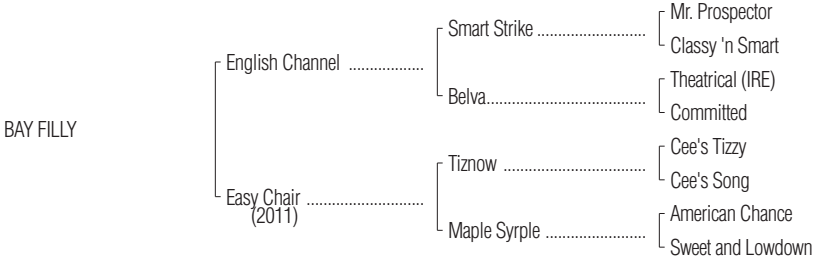 Mr. Prospector
Smart Strike ..........................
Classy 'n Smart
English Channel ..................
Theatrical (IRE)
Belva......................................
Committed
BAY FILLY
Cee's Tizzy
Tiznow ..................................
Cee's Song
Easy Chair ............................
(2011)
American Chance
Maple Syrple ........................
Sweet and Lowdown